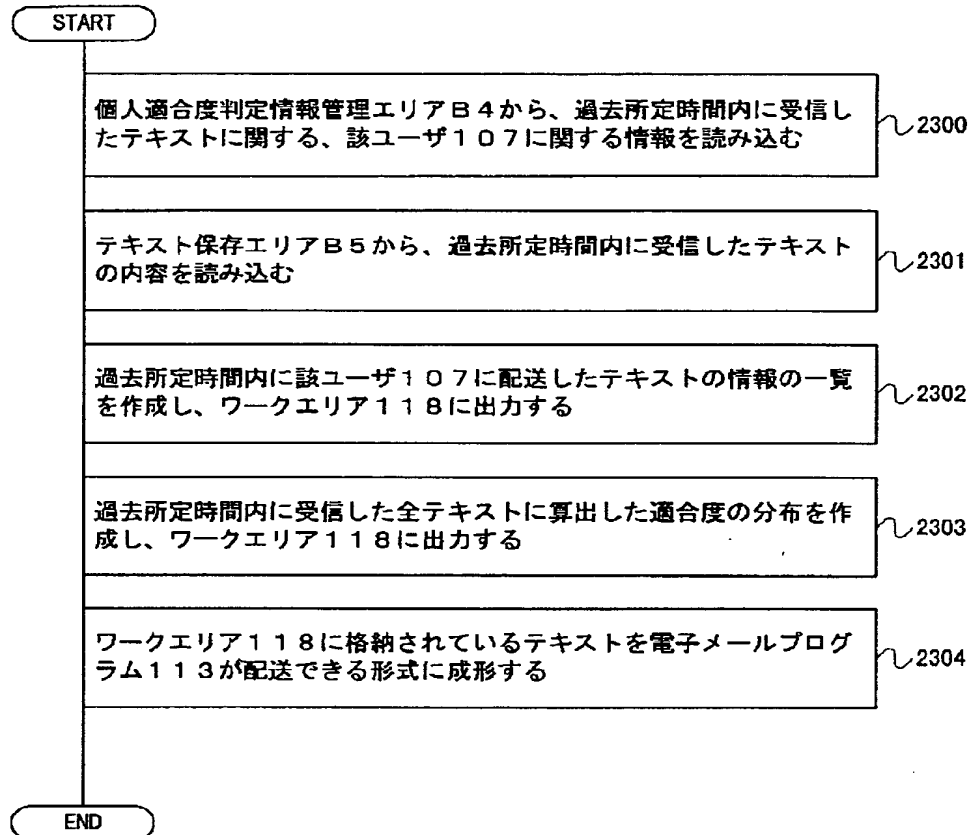 START
個人適合度判定情報管理エリアB4から、過去所定時間内に受信し
たテキストに関する、該ユーザ107に関する情報を読み込む
2300
テキスト保存エリアB5から、過去所定時間内に受信したテキスト
の内容を読み込む
2301
過去所定時間内に該ユーザ107に配送したテキストの情報の一覧
を作成し、ワークエリア118に出力する
2302
過去所定時間内に受信した全テキストに算出した適合度の分布を作
成し、ワークエリア118に出力する
2303
ワークエリア118に格納されているテキストを電子メールプログ
ラム113が配送できる形式に成形する
2304
END